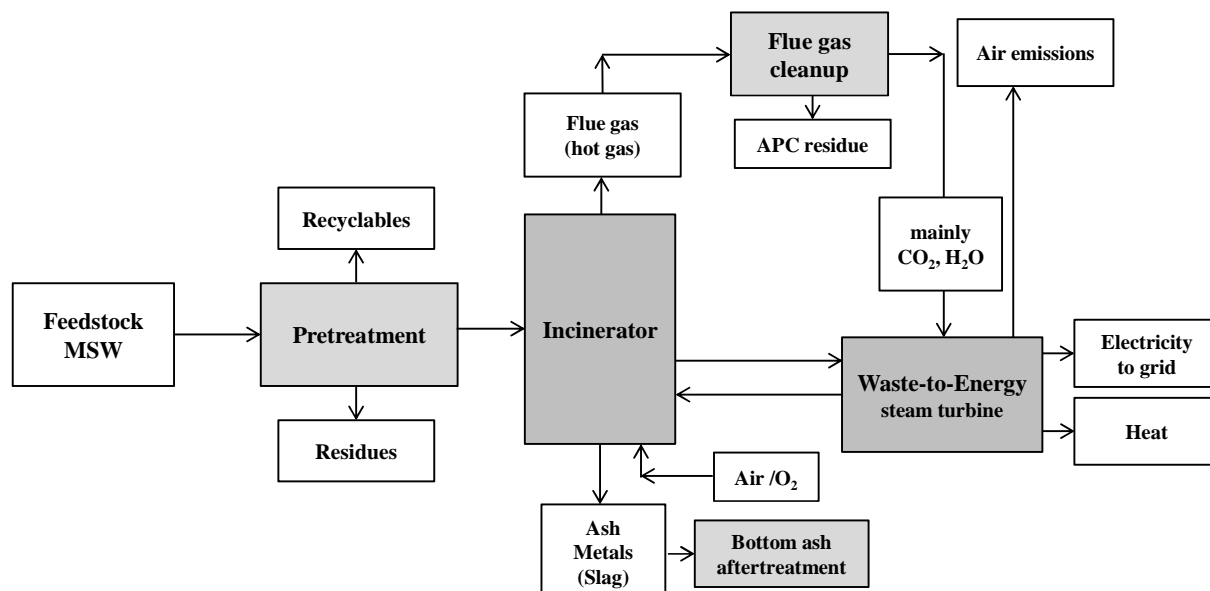 Flue gas
cleanup
Air emissions
Flue gas
(hot gas)
APC residue
Recyclables
mainly
CO₂, H₂O
Feedstock
MSW
Pretreatment
Incinerator
Waste-to-Energy
steam turbine
Electricity
to grid
Heat
Residues
Air /O₂
Ash
Metals
(Slag)
Bottom ash
aftertreatment